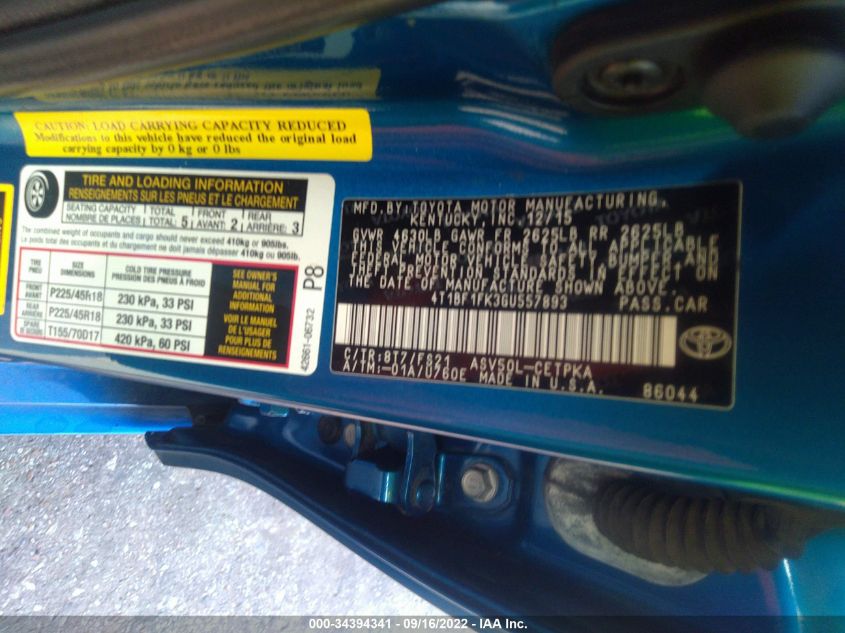 CAUTION: LOAD CARRYING CAPACITY REDUCED
Modifications to this vehicle have reduced the original load
carrying capacity by 0 kg or 0 lbs
TIRE AND LOADING INFORMATION
RENSEIGNEMENTS SUR LES PNEUS ET LE CHARGEMENT
SEATING CAPACITY TOTAL FRONT REAR
NOMBRE DE PLACES: TOTAL: 5 AVANT: 2 ARRIÈRE: 3
The combined weight of occupants and cargo should never exceed 410kg or 905lbs.
Le poids total des occupants et du chargement ne doit jamais dépasser 410kg ou 905lb.
TIRE SIZE COLD TIRE PRESSURE
PNEU DIMENSIONS PRESSION DES PNEUS À FROID
FRONT AVANT P225/45R18 230 kPa, 33 PSI
REAR ARRIÈRE P225/45R18 230 kPa, 33 PSI
SPARE DE SECOURS T155/70D17 420 kPa, 60 PSI
SEE OWNER'S
MANUAL FOR
ADDITIONAL
INFORMATION
VOIR LE MANUEL
DE L'USAGER
POUR PLUS DE
RENSEIGNEMENTS
P8
42661-06732
MFD.BY:TOYOTA MOTOR MANUFACTURING,
KENTUCKY, INC. 12/15
GVWR 4630LB GAWR FR 2625LB RR 2625LB
THIS VEHICLE CONFORMS TO ALL APPLICABLE
FEDERAL MOTOR VEHICLE SAFETY, BUMPER, AND
THEFT PREVENTION STANDARDS IN EFFECT ON
THE DATE OF MANUFACTURE SHOWN ABOVE.
4T1BF1FK3GU557893 PASS.CAR
C/TR:8T7/FS21 ASV50L-CETPKA
A/TM:-01A/U760E MADE IN U.S.A. 86044
000-34394341 - 09/16/2022 - IAA Inc.